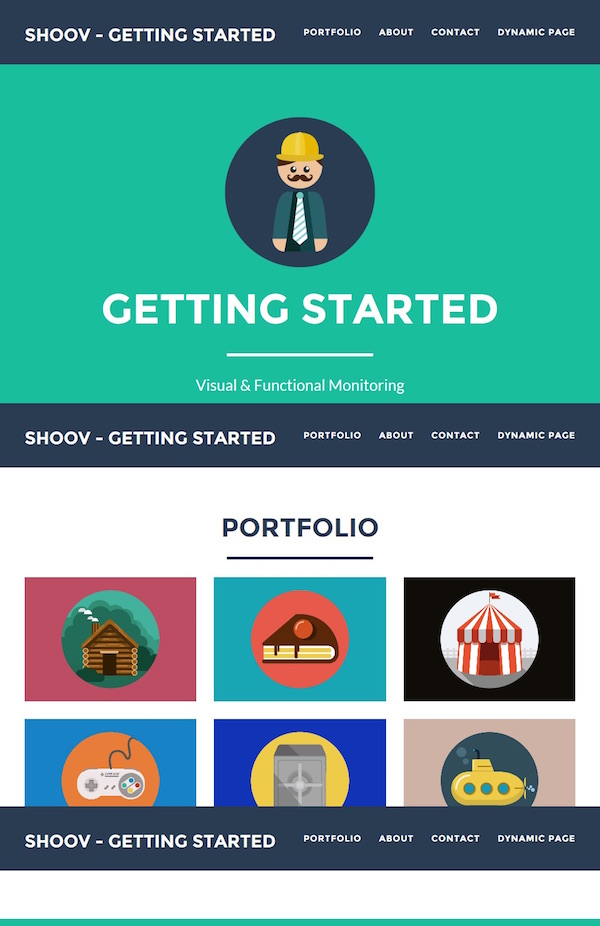 SHOOV - GETTING STARTED PORTFOLIO ABOUT CONTACT DYNAMIC PAGE
GETTING STARTED
Visual & Functional Monitoring
SHOOV - GETTING STARTED PORTFOLIO ABOUT CONTACT DYNAMIC PAGE
PORTFOLIO
SHOOV - GETTING STARTED PORTFOLIO ABOUT CONTACT DYNAMIC PAGE